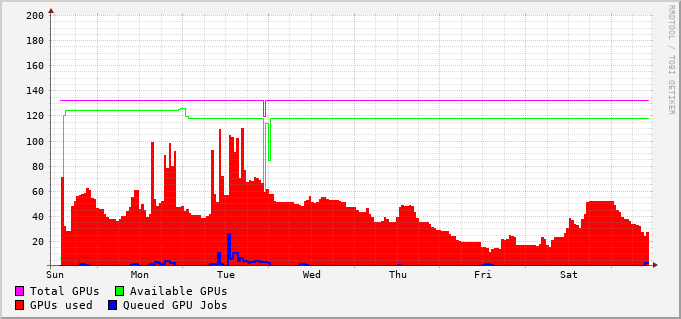 200
180
160
140
120
100
80
60
40
20
Sun Mon Tue Wed Thu Fri Sat
Total GPUs Available GPUs
GPUs used Queued GPU Jobs
RRDTOOL / TOBI OETIKER